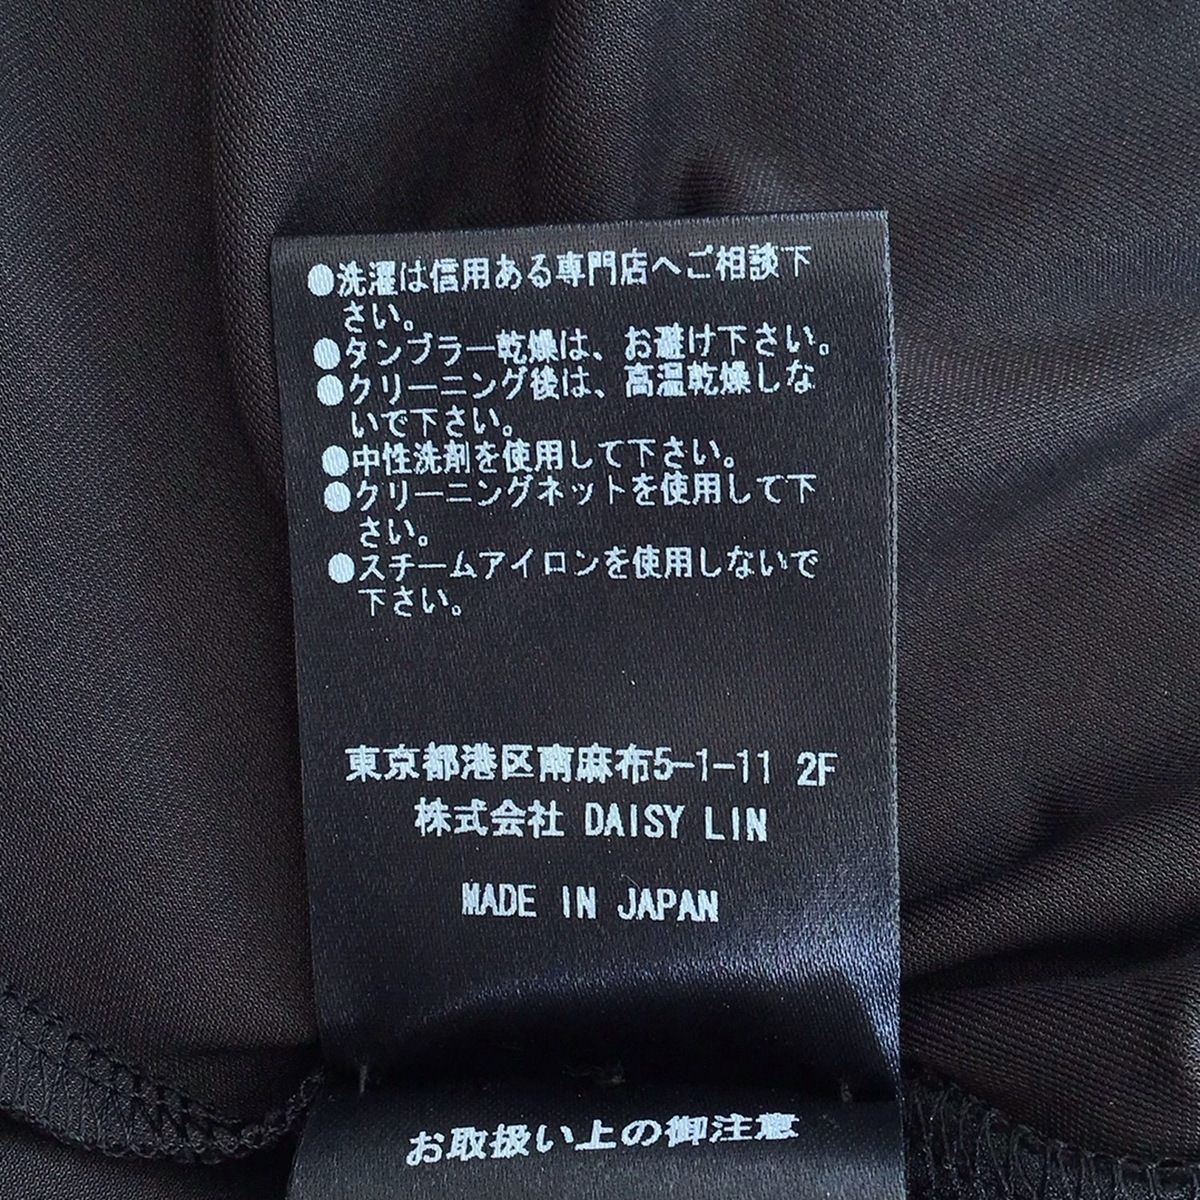 ●洗濯は信用ある専門店へご相談下
さい。
●タンブラー乾燥は、お避け下さい。
●クリーニング後は、高温乾燥しな
いで下さい。
●中性洗剤を使用して下さい。
●クリーニングネットを使用して下
さい。
●スチームアイロンを使用しないで
下さい。
東京都港区南麻布5-1-11 2F
株式会社 DAISY LIN
MADE IN JAPAN
お取扱い上の御注意